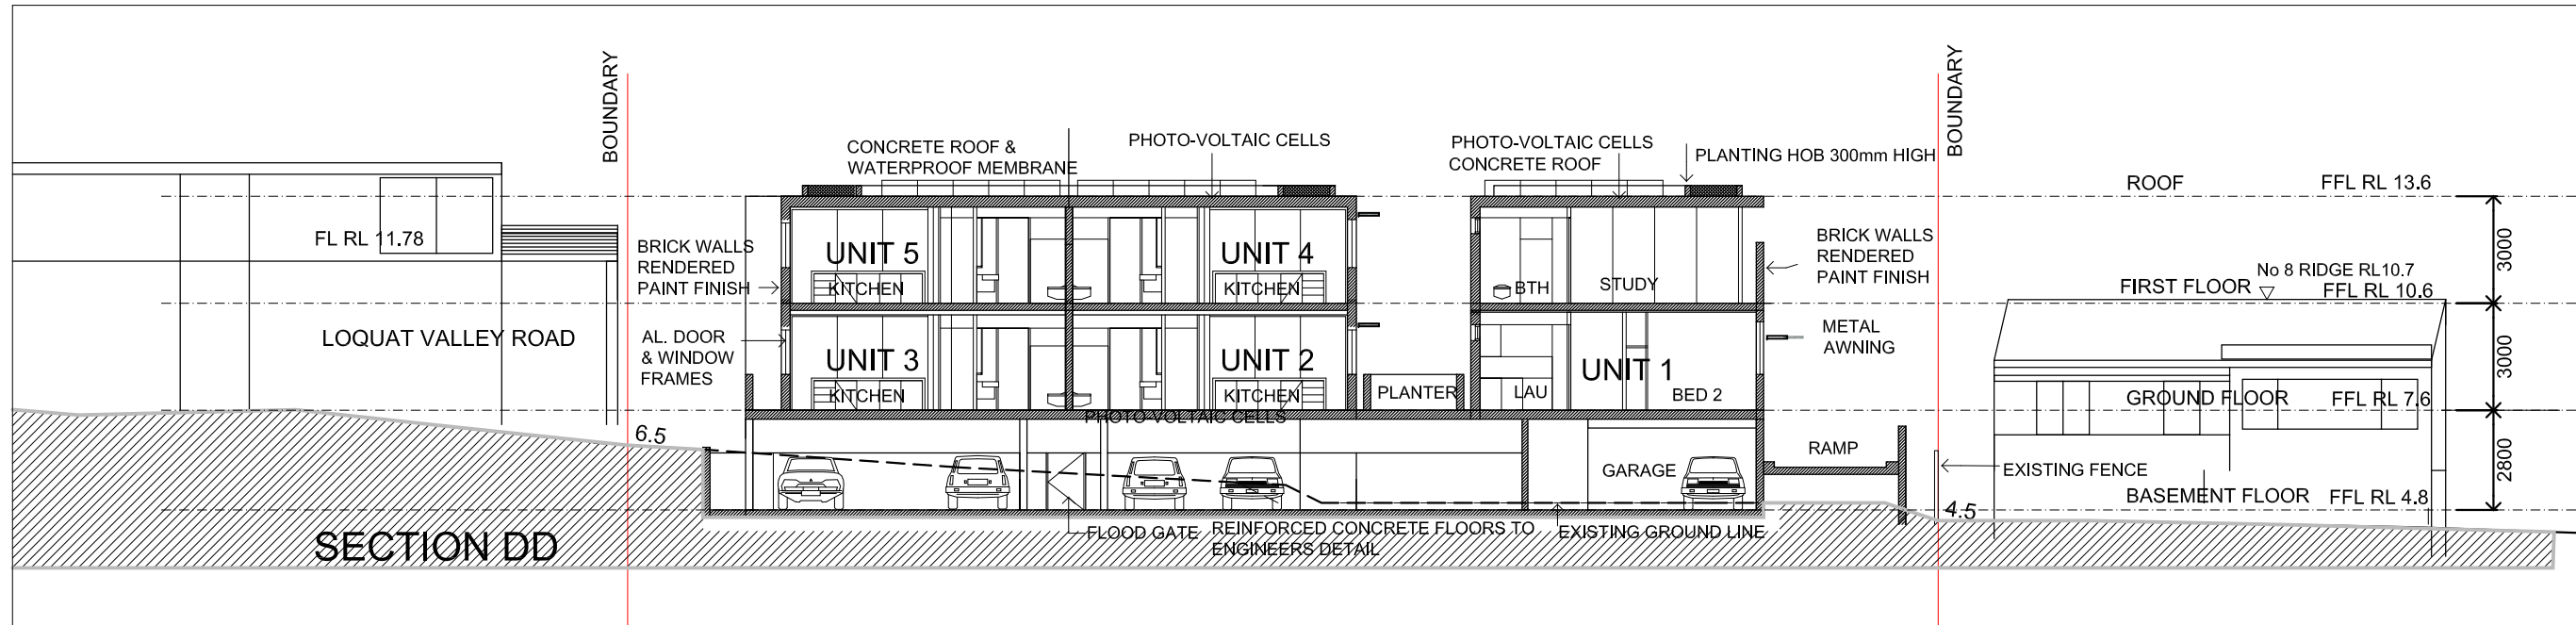 BOUNDARY
BOUNDARY
CONCRETE ROOF &
WATERPROOF MEMBRANE
PHOTO-VOLTAIC CELLS
PHOTO-VOLTAIC CELLS
CONCRETE ROOF
PLANTING HOB 300mm HIGH
ROOF FFL RL 13.6
FL RL 11.78
BRICK WALLS
RENDERED
PAINT FINISH
UNIT 5
KITCHEN
UNIT 4
KITCHEN
BTH
STUDY
BRICK WALLS
RENDERED
PAINT FINISH
3000
No 8 RIDGE RL10.7
FIRST FLOOR FFL RL 10.6
LOQUAT VALLEY ROAD
AL. DOOR
& WINDOW
FRAMES
UNIT 3
KITCHEN
UNIT 2
KITCHEN
PLANTER
LAU
UNIT 1
BED 2
METAL
AWNING
3000
GROUND FLOOR FFL RL 7.6
PHOTO-VOLTAIC CELLS
6.5
GARAGE
RAMP
EXISTING FENCE
2800
BASEMENT FLOOR FFL RL 4.8
4.5
SECTION DD
FLOOD GATE
REINFORCED CONCRETE FLOORS TO
ENGINEERS DETAIL
EXISTING GROUND LINE